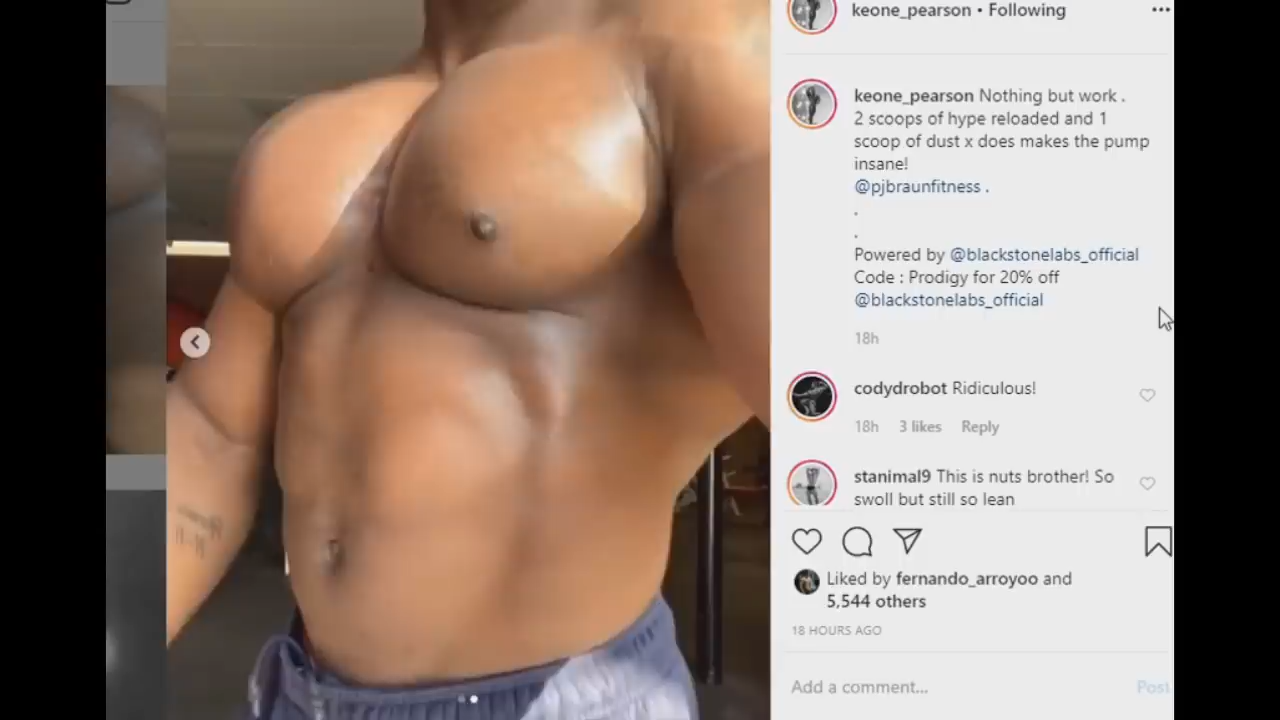 keone_pearson • Following
keone_pearson Nothing but work .
2 scoops of hype reloaded and 1
scoop of dust x does makes the pump
insane!
@pjbraunfitness .
.
.
Powered by @blackstonelabs_official
Code : Prodigy for 20% off
@blackstonelabs_official
18h
codydrobot Ridiculous!
18h 3 likes Reply
stanimal9 This is nuts brother! So
swoll but still so lean
Liked by fernando_arroyoo and
5,544 others
18 HOURS AGO
Add a comment... Post